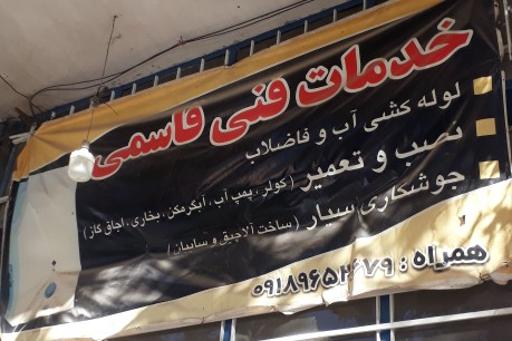 خدمات فنی قاسمی
لوله کشی آب و فاضلاب
نصب و تعمیر (کولر، پمپ آب، آبگرمکن، بخاری، اجاق گاز)
جوشکاری سیار (ساخت آلاچیق و سایبان)
همراه : ۰۹۱۸۹۶۵۲۶۷۹